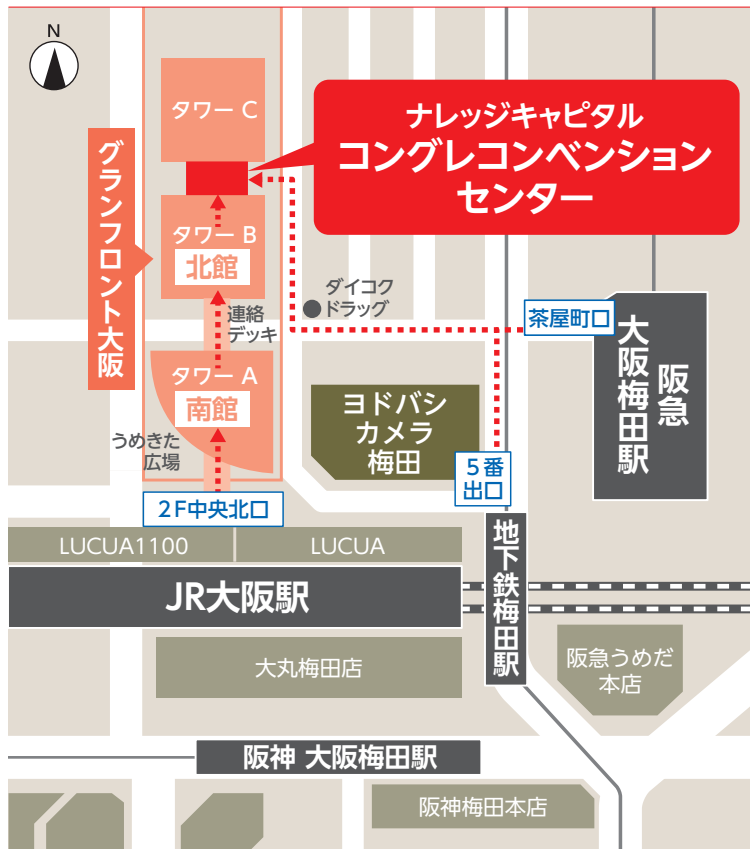 N
タワー C
ナレッジキャピタル
コングレコンベンション
センター
グランフロント大阪
タワー B
北館
ダイコク
ドラッグ
連絡
デッキ
茶屋町口
阪急
大阪梅田駅
タワー A
南館
ヨドバシ
カメラ
梅田
うめきた
広場
5番
出口
2F中央北口
LUCUA1100
LUCUA
地下鉄梅田駅
JR大阪駅
大丸梅田店
阪急うめだ
本店
阪神 大阪梅田駅
阪神梅田本店